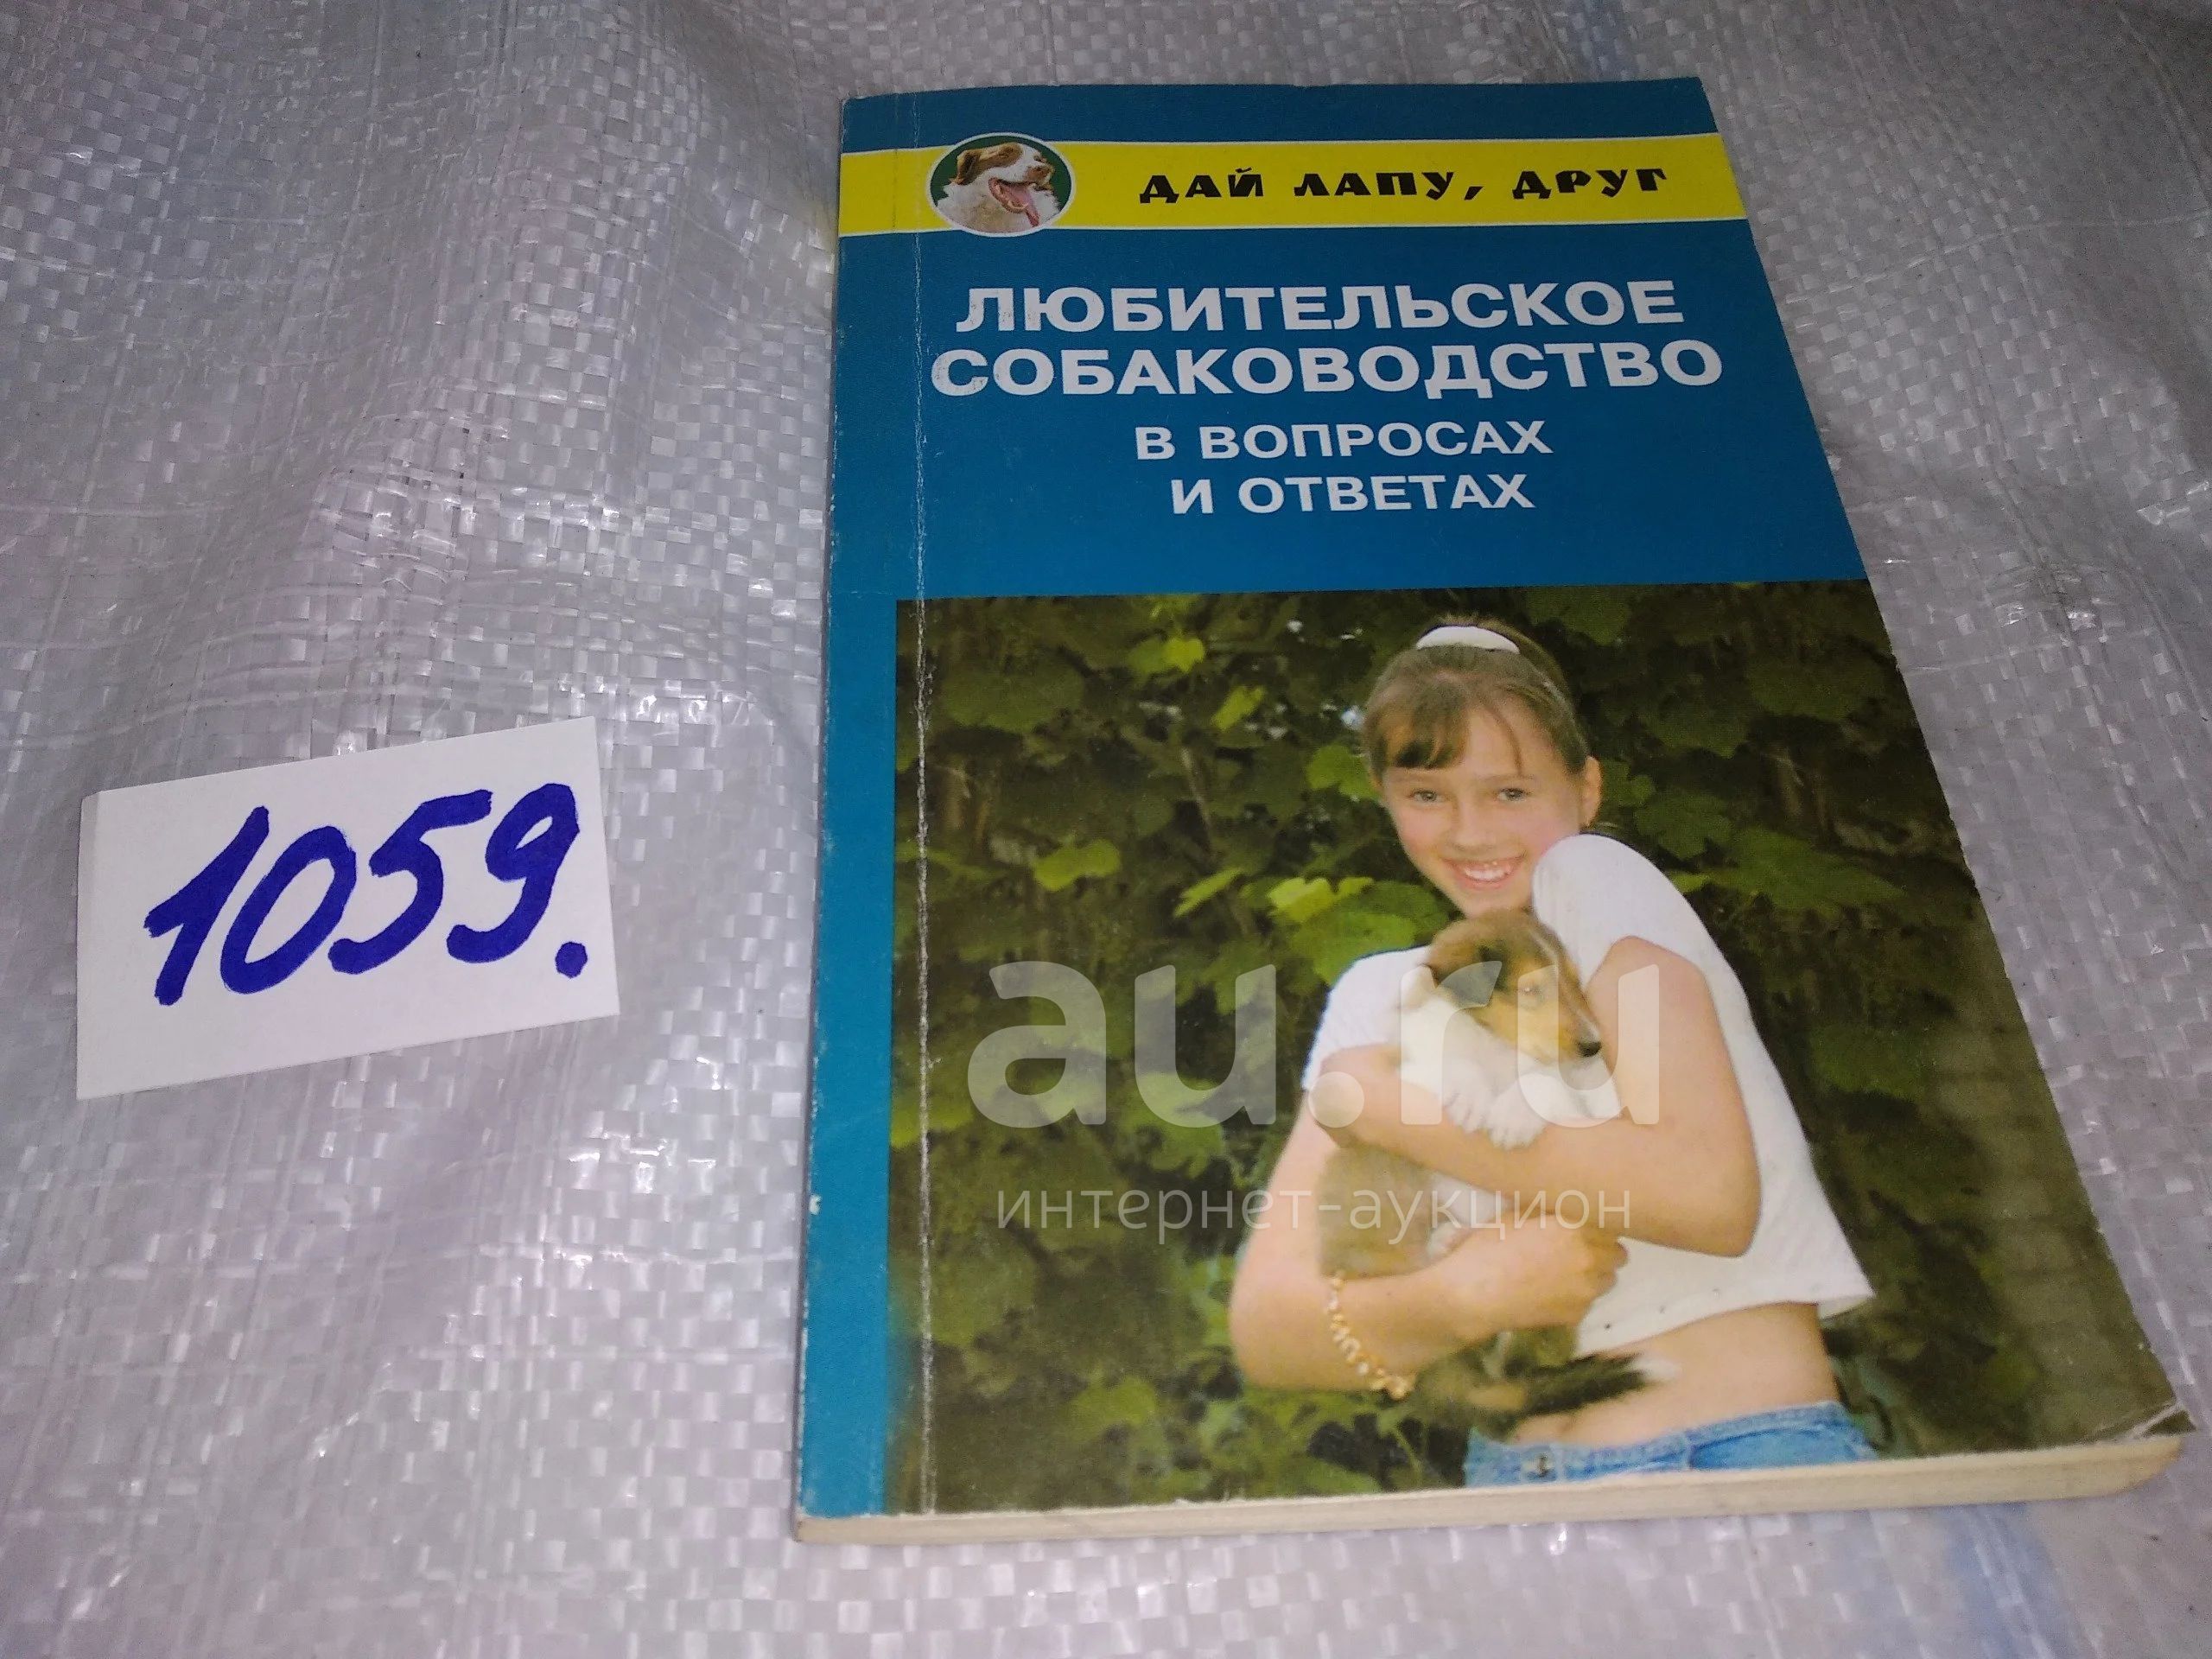 ДАЙ ЛАПУ, ДРУГ
ЛЮБИТЕЛЬСКОЕ
СОБАКОВОДСТВО
В ВОПРОСАХ
И ОТВЕТАХ
1059.
au.ru
интернет-аукцион